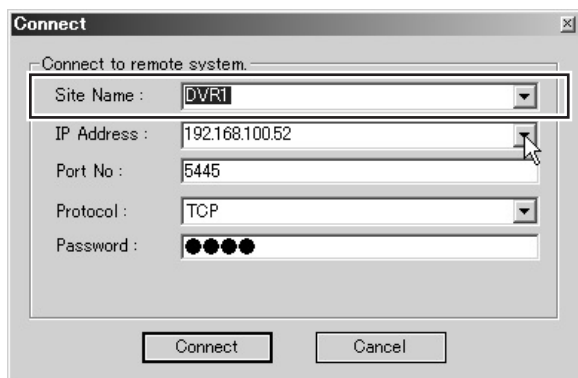 Connect
Connect to remote system.
Site Name : DVR1
IP Address : 192.168.100.52
Port No : 5445
Protocol : TCP
Password : ●●●●
Connect Cancel